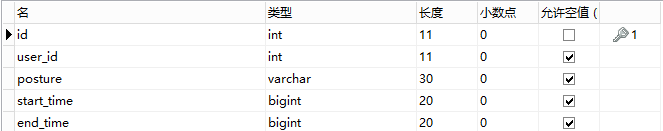 名 类型 长度 小数点 允许空值 (
id int 11 0 1
user_id int 11 0
posture varchar 30 0
start_time bigint 20 0
end_time bigint 20 0